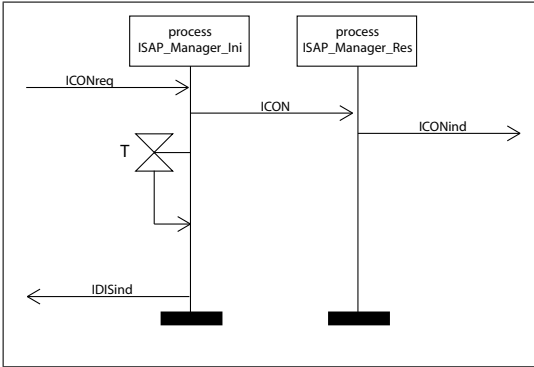 process
ISAP_Manager_Ini
process
ISAP_Manager_Res
ICONreq
ICON
ICONind
T
IDISind